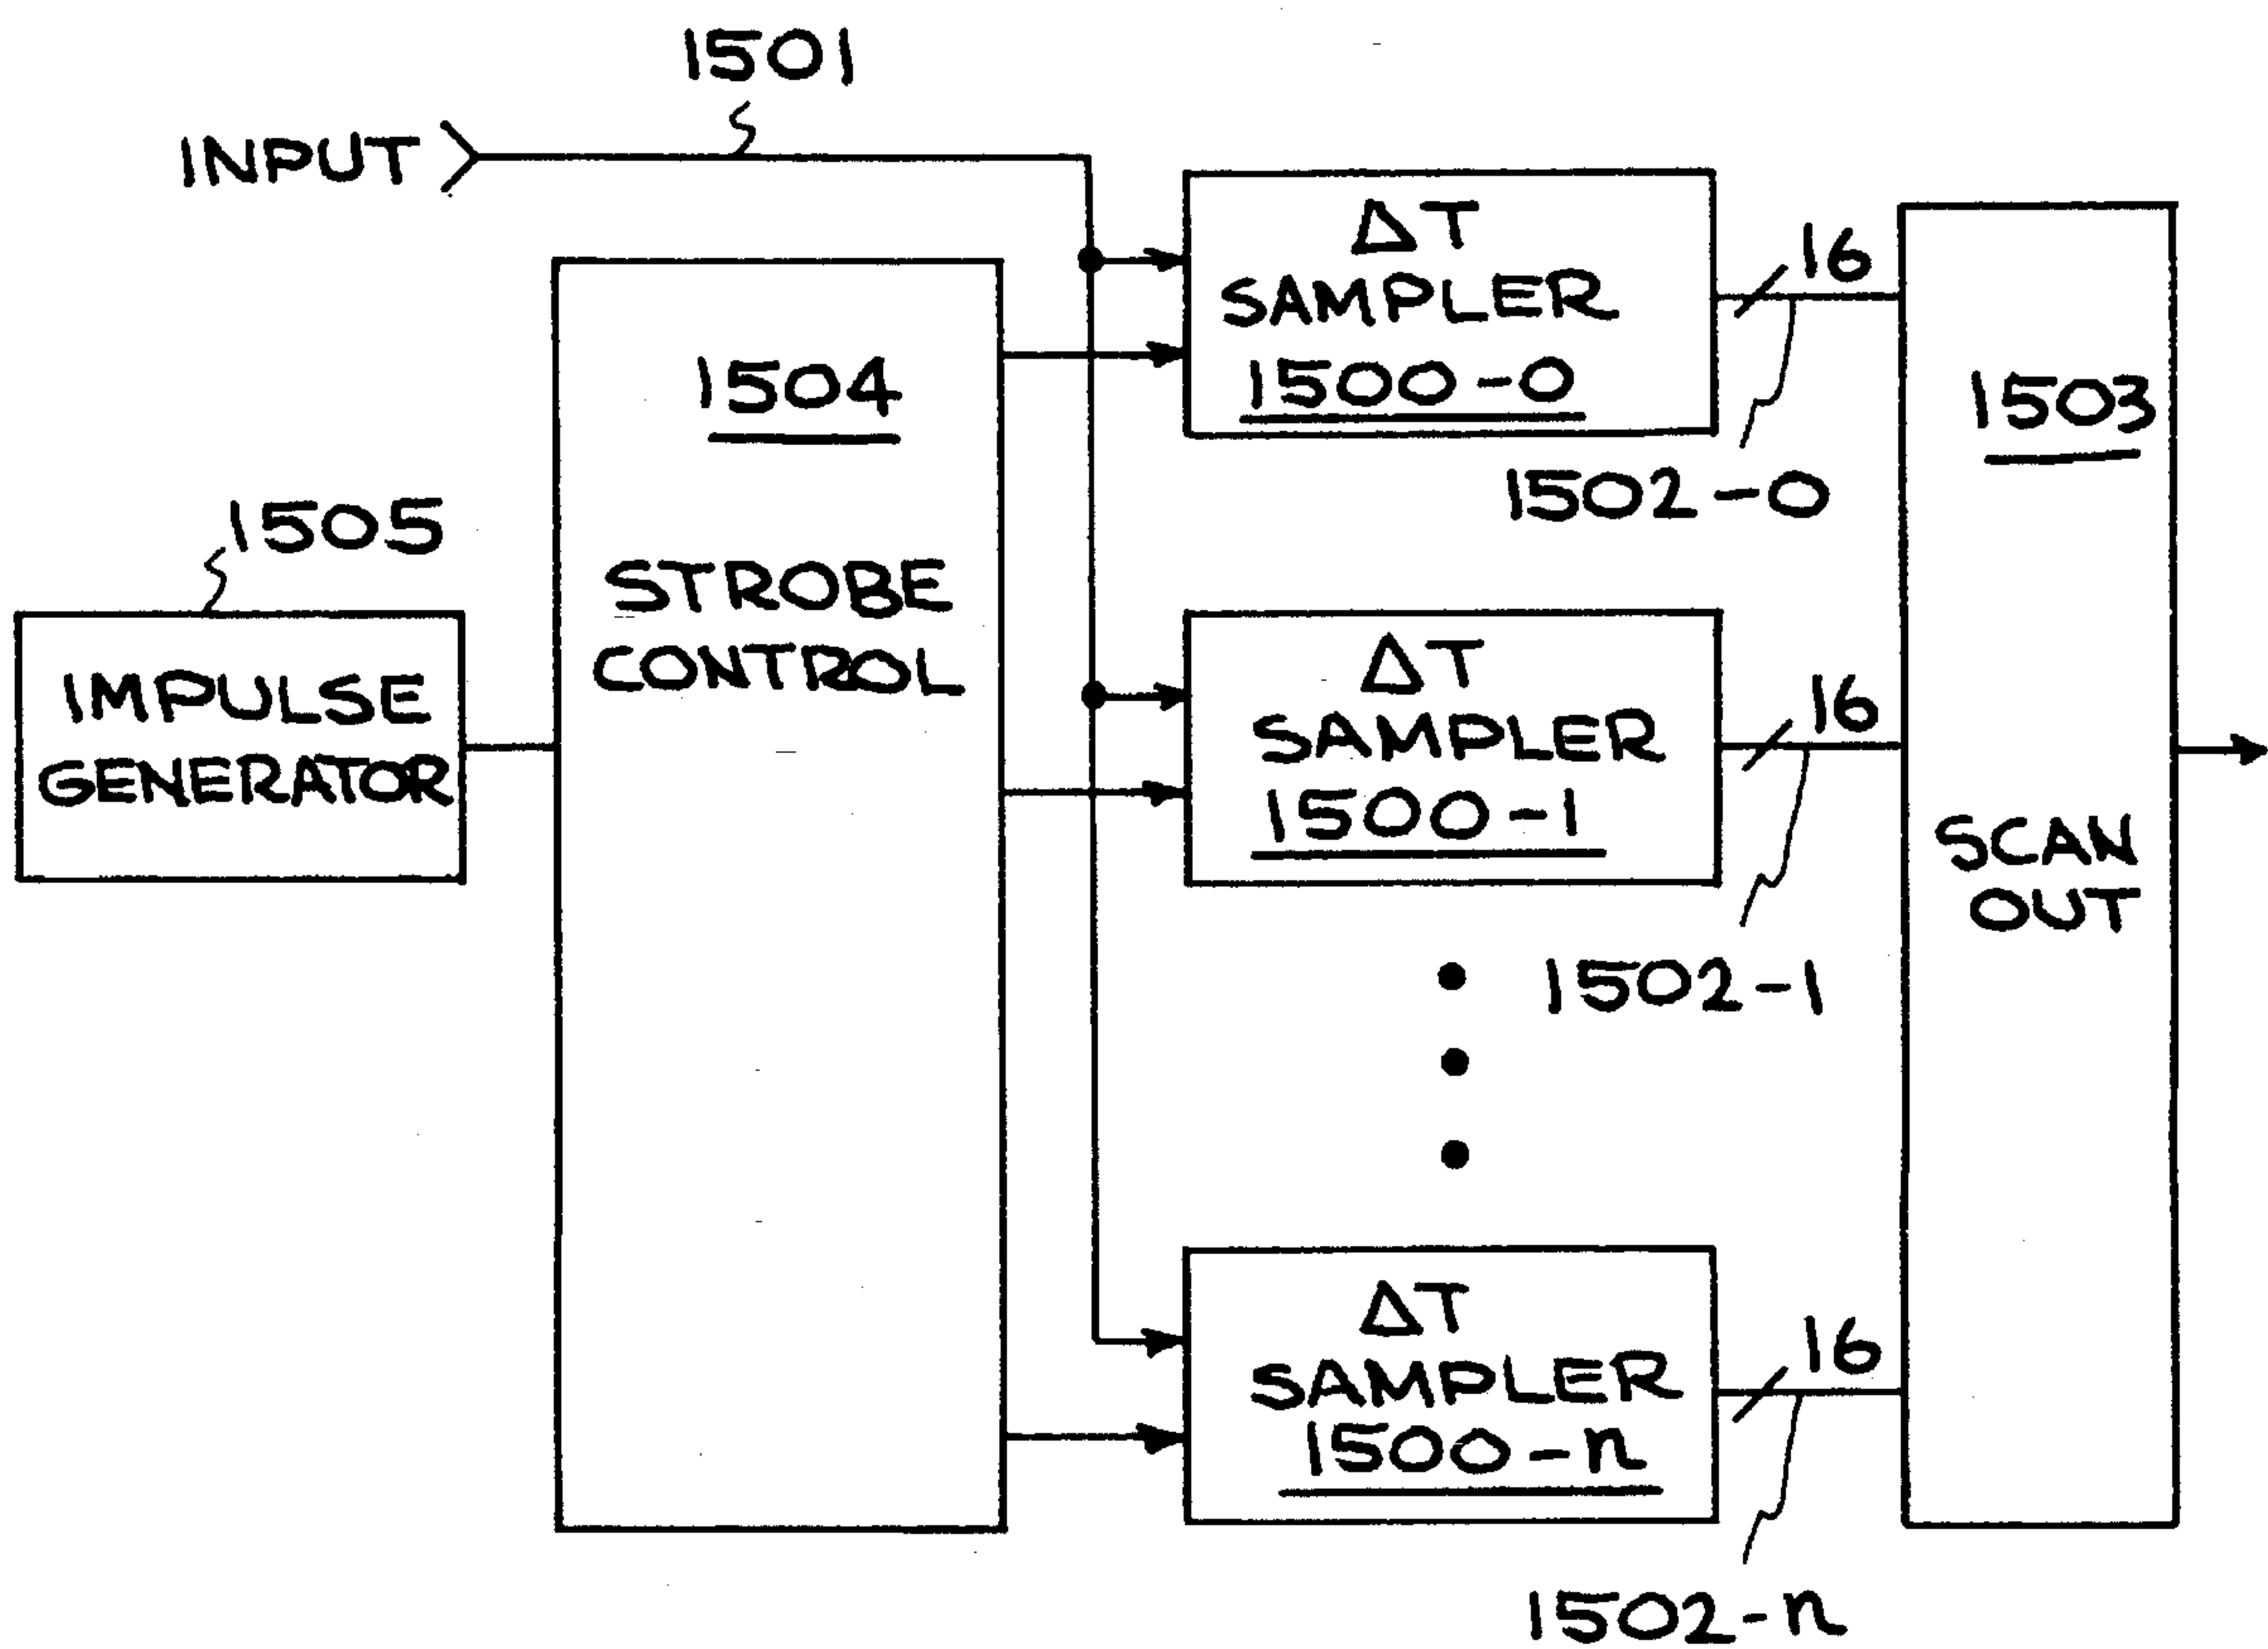 1501
INPUT
ΔT
SAMPLER
1500-0
16
1502-0
1504
STROBE
CONTROL
1503
SCAN
OUT
1505
IMPULSE
GENERATOR
ΔT
SAMPLER
1500-1
16
1502-1
ΔT
SAMPLER
1500-n
16
1502-n